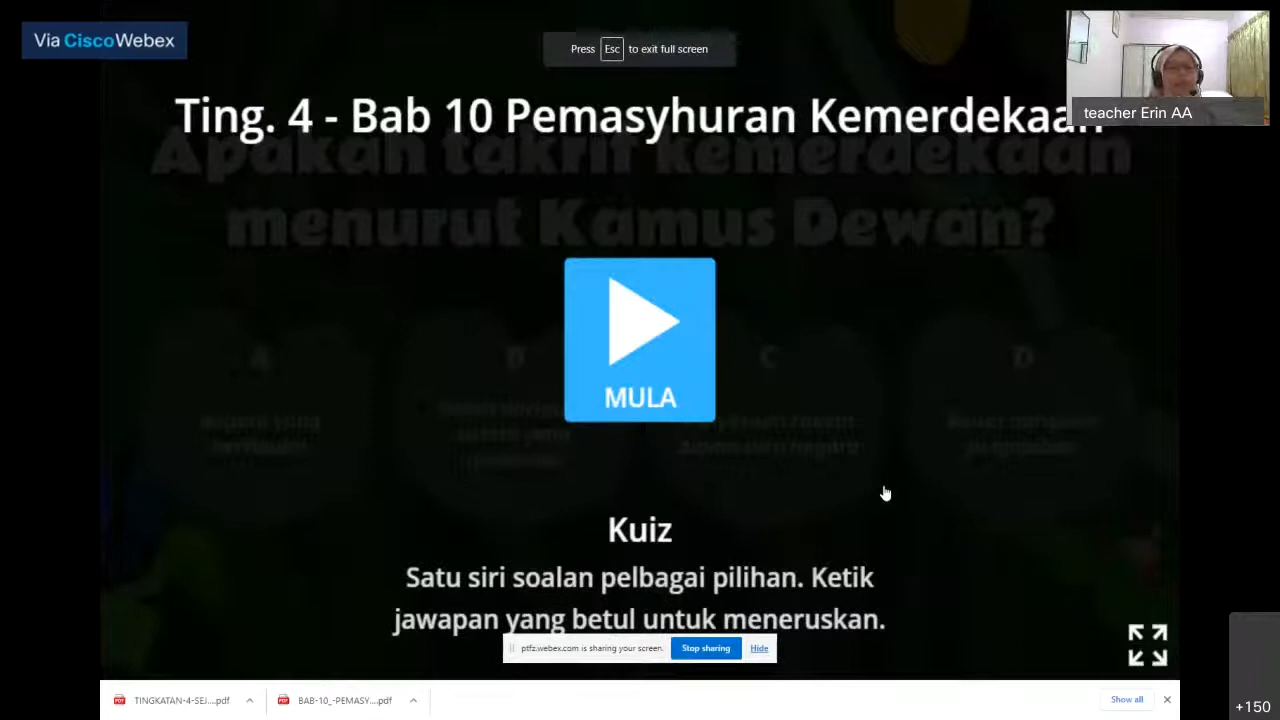 Via CiscoWebex
Press Esc to exit full screen
teacher Erin AA
Ting. 4 - Bab 10 Pemasyhuran Kemerdekaan
Apakah takrif kemerdekaan
menurut Kamus Dewan?
A
C
D
MULA
Kuiz
Satu siri soalan pelbagai pilihan. Ketik
jawapan yang betul untuk meneruskan.
ptfz.webex.com is sharing your screen.
Stop sharing
Hide
TINGKATAN-4-SEJ....pdf
BAB-10_-PEMASY....pdf
Show all
+150